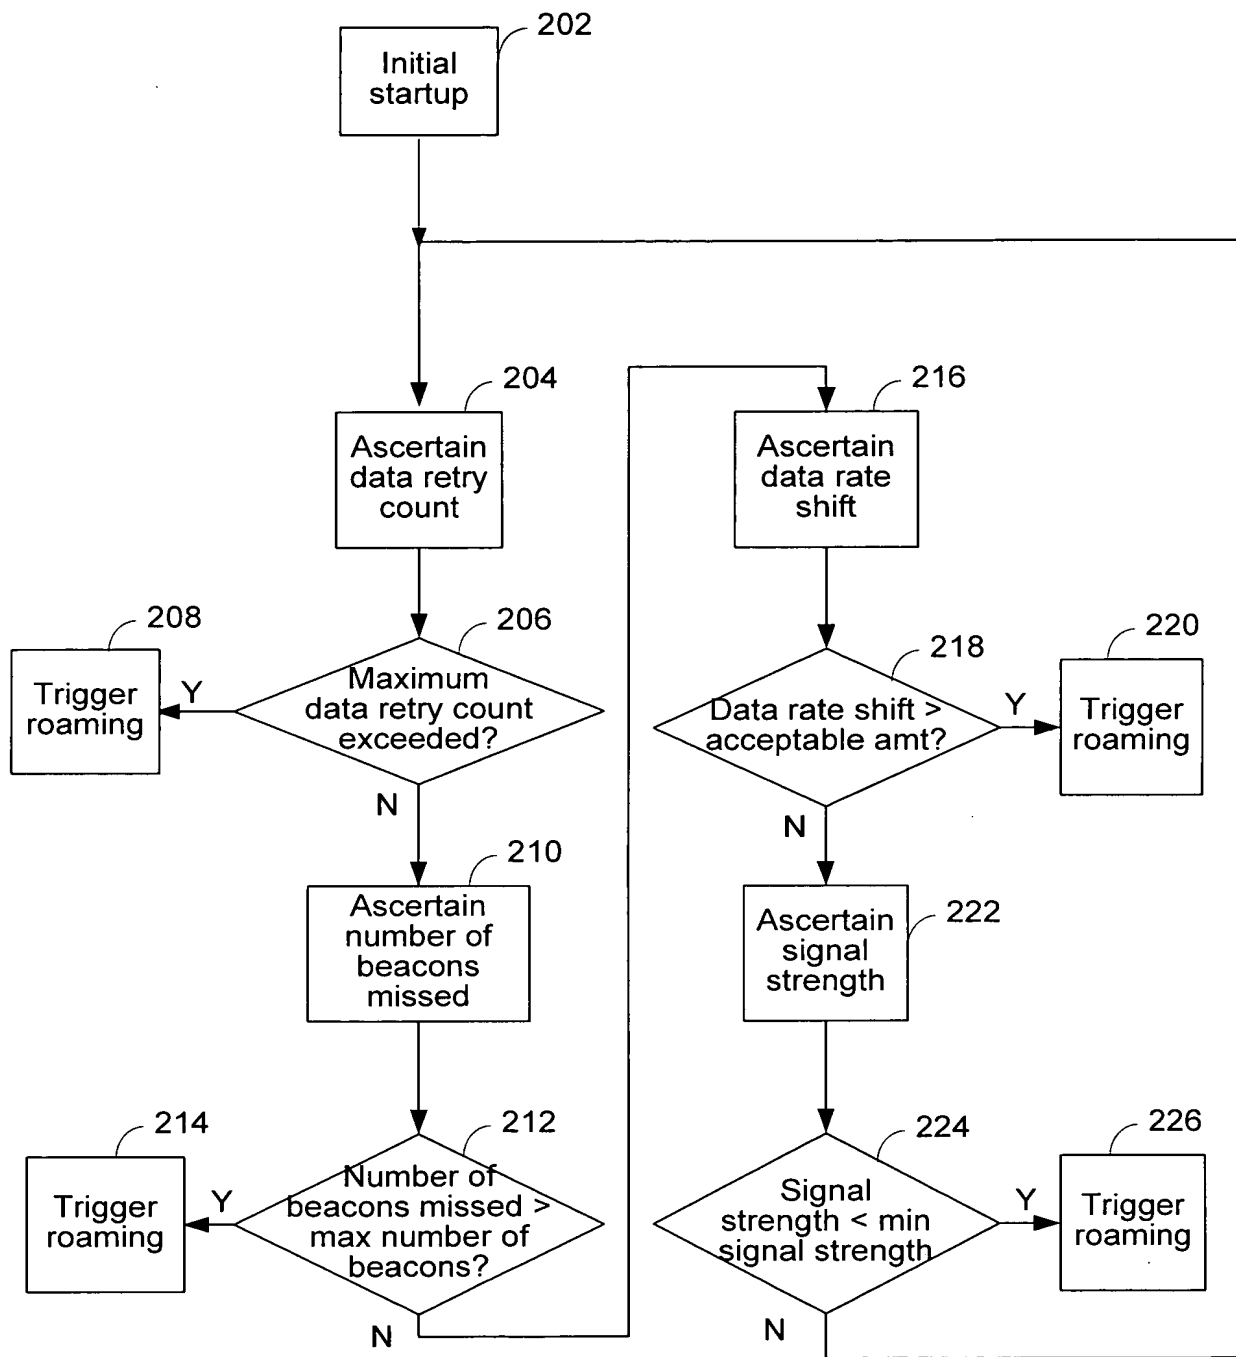 202
Initial
startup
204
Ascertain
data retry
count
206
Maximum
data retry count
exceeded?
Y
208
Trigger
roaming
N
210
Ascertain
number of
beacons
missed
212
Number of
beacons missed >
max number of
beacons?
Y
214
Trigger
roaming
N
216
Ascertain
data rate
shift
218
Data rate shift >
acceptable amt?
Y
220
Trigger
roaming
N
222
Ascertain
signal
strength
224
Signal
strength < min
signal strength
Y
226
Trigger
roaming
N